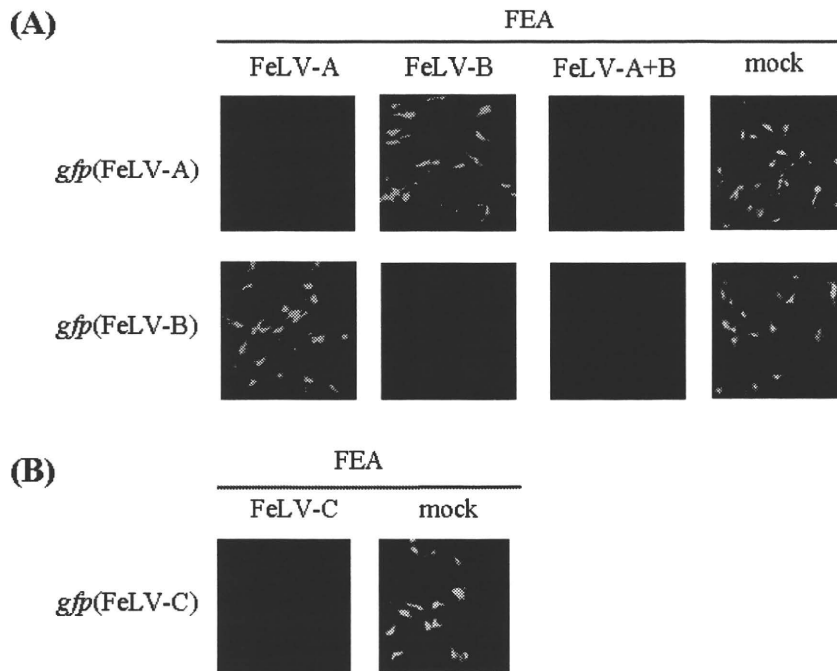 (A)
FEA
FeLV-A FeLV-B FeLV-A+B mock
gfp(FeLV-A)
gfp(FeLV-B)
(B)
FEA
FeLV-C mock
gfp(FeLV-C)